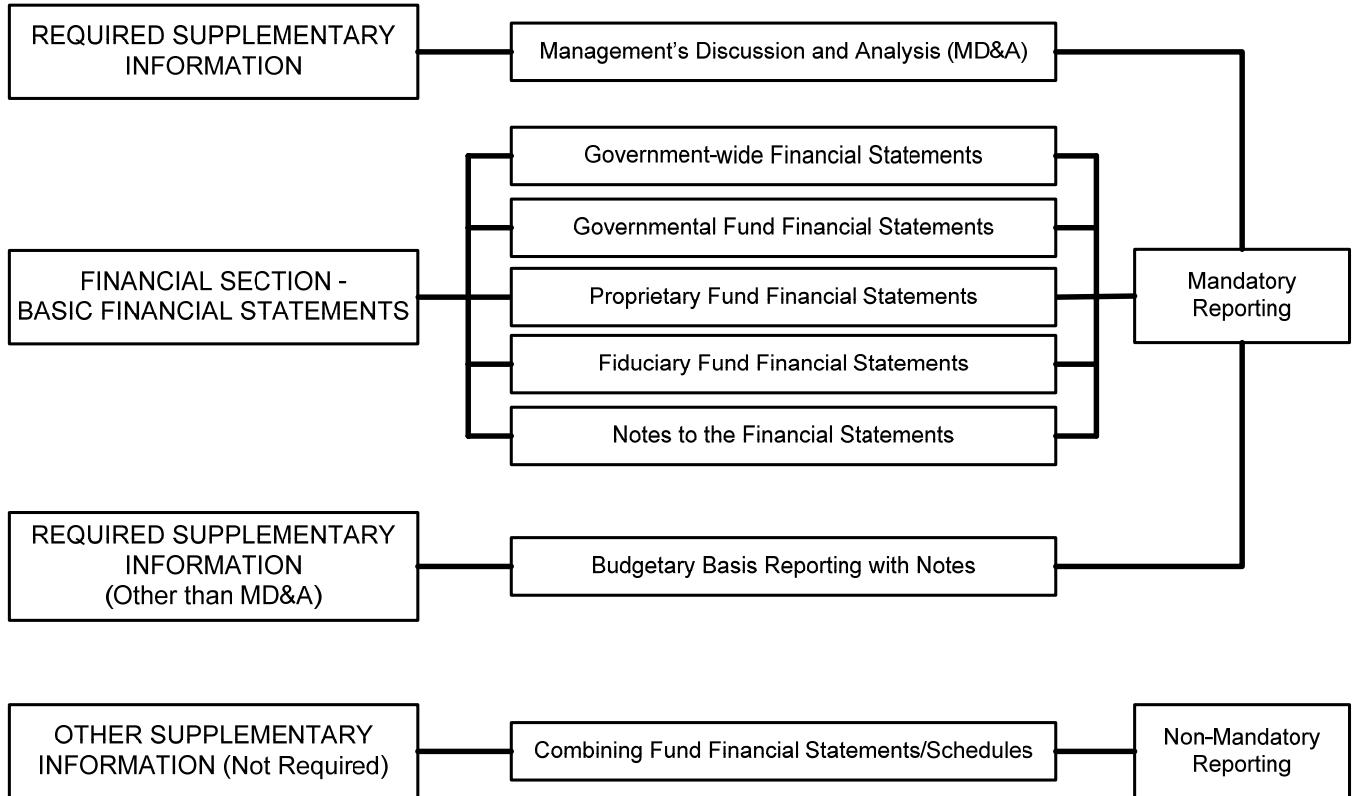 REQUIRED SUPPLEMENTARY
INFORMATION
Management’s Discussion and Analysis (MD&A)
Government-wide Financial Statements
Governmental Fund Financial Statements
FINANCIAL SECTION -
BASIC FINANCIAL STATEMENTS
Proprietary Fund Financial Statements
Mandatory
Reporting
Fiduciary Fund Financial Statements
Notes to the Financial Statements
REQUIRED SUPPLEMENTARY
INFORMATION
(Other than MD&A)
Budgetary Basis Reporting with Notes
OTHER SUPPLEMENTARY
INFORMATION (Not Required)
Combining Fund Financial Statements/Schedules
Non-Mandatory
Reporting